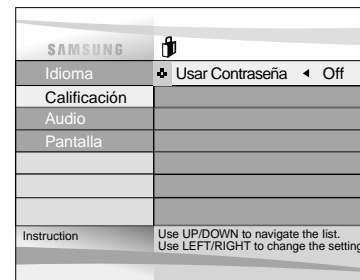 SAMSUNG
Idioma
Usar Contraseña ◄ Off
Calificación
Audio
Pantalla
Instruction
Use UP/DOWN to navigate the list.
Use LEFT/RIGHT to change the setting